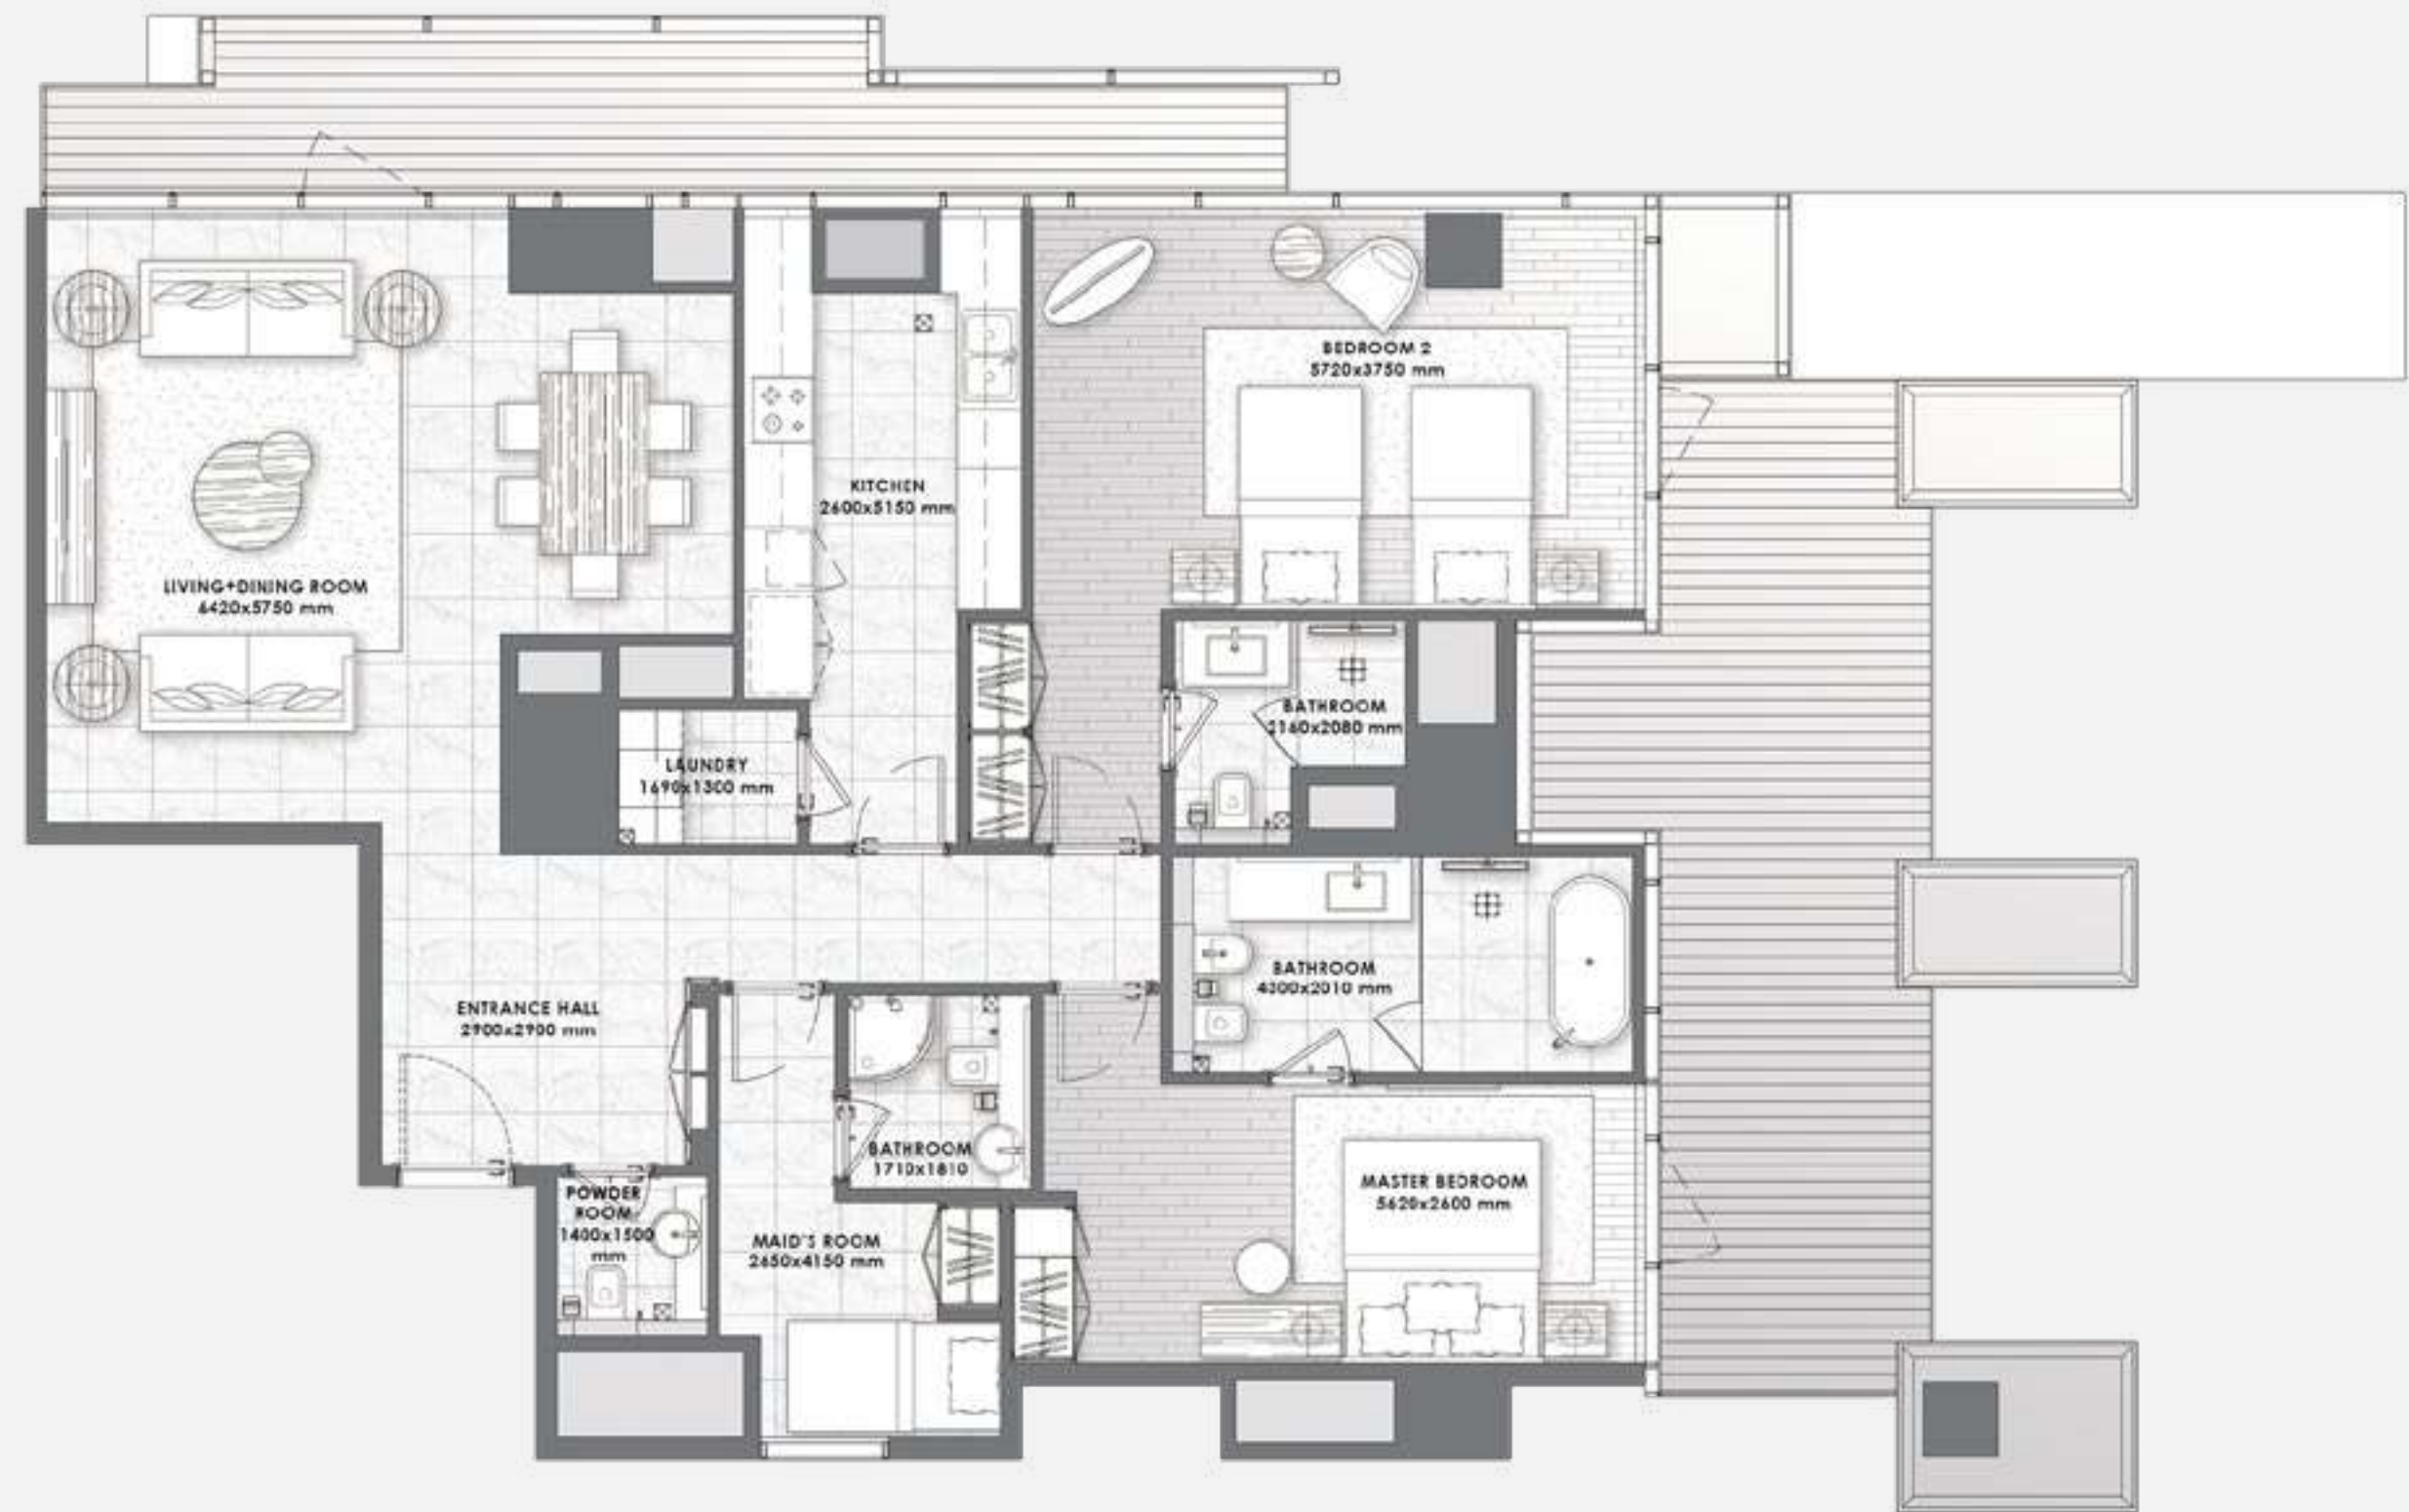 BEDROOM 2
5720x3750 mm
KITCHEN
2600x5150 mm
LIVING+DINING ROOM
6420x5750 mm
BATHROOM
2160x2080 mm
LAUNDRY
1690x1300 mm
BATHROOM
4300x2010 mm
ENTRANCE HALL
2900x2900 mm
BATHROOM
1710x1810
MASTER BEDROOM
5620x2600 mm
POWDER
ROOM
1400x1500
mm
MAID'S ROOM
2650x4150 mm